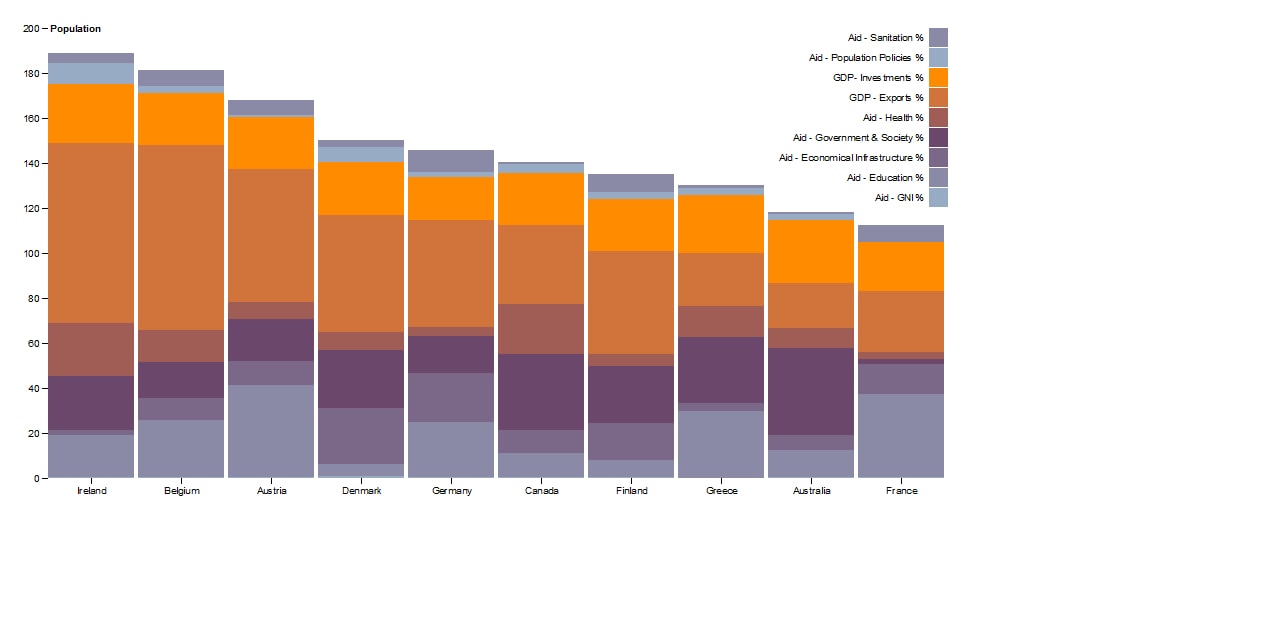 200 Population
180
160
140
120
100
80
60
40
20
0
Aid - Sanitation %
Aid - Population Policies %
GDP- Investments %
GDP - Exports %
Aid - Health %
Aid - Government & Society %
Aid - Economical Infrastructure %
Aid - Education %
Aid - GNI %
Ireland Belgium Austria Denmark Germany Canada Finland Greece Australia France